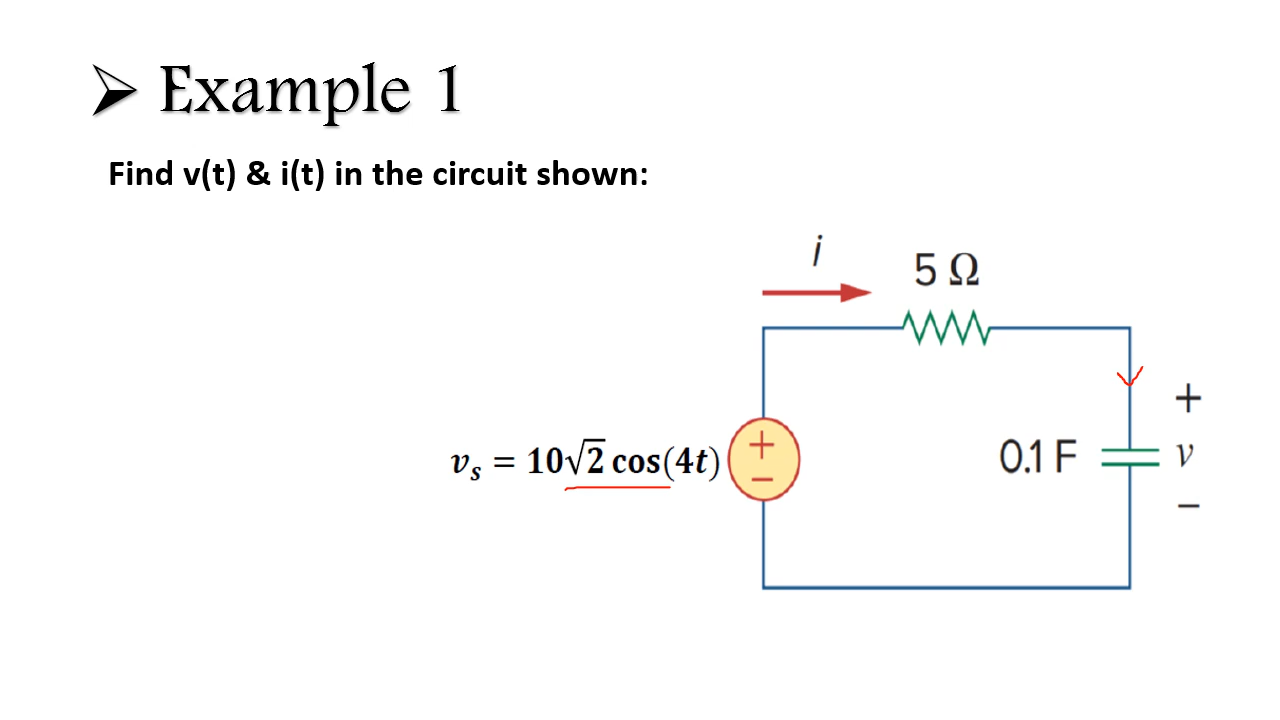 Example 1
Find v(t) & i(t) in the circuit shown:
i
5 Ω
+
v_s = 10√2 cos(4t)
+
−
0.1 F
v
−